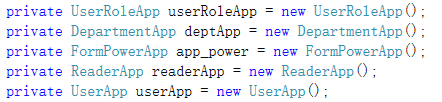 private UserRoleApp userRoleApp = new UserRoleApp();
private DepartmentApp deptApp = new DepartmentApp();
private FormPowerApp app_power = new FormPowerApp();
private ReaderApp readerApp = new ReaderApp();
private UserApp userApp = new UserApp();